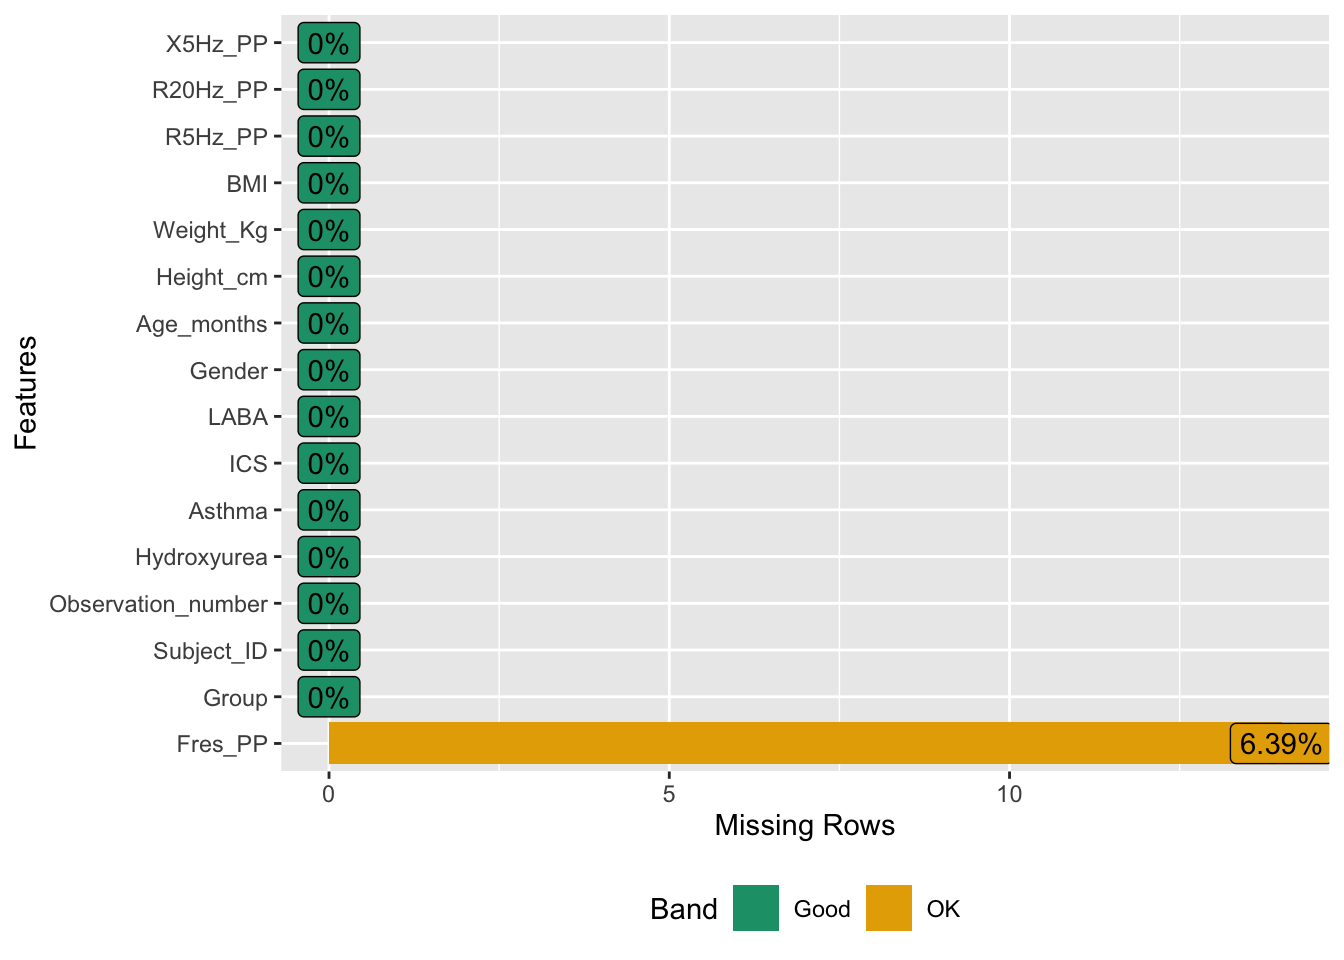 Features
X5Hz_PP 0%
R20Hz_PP 0%
R5Hz_PP 0%
BMI 0%
Weight_Kg 0%
Height_cm 0%
Age_months 0%
Gender 0%
LABA 0%
ICS 0%
Asthma 0%
Hydroxyurea 0%
Observation_number 0%
Subject_ID 0%
Group 0%
Fres_PP 6.39%
0 5 10
Missing Rows
Band Good OK